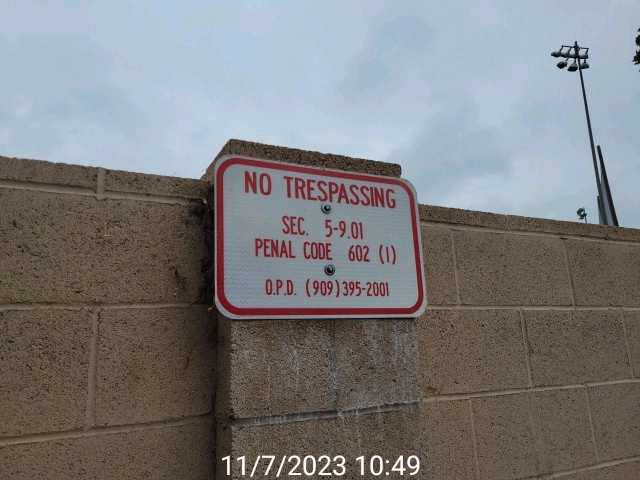 NO TRESPASSING
SEC. 5-9.01
PENAL CODE 602 (1)
O.P.D. (909) 395-2001
11/7/2023 10:49